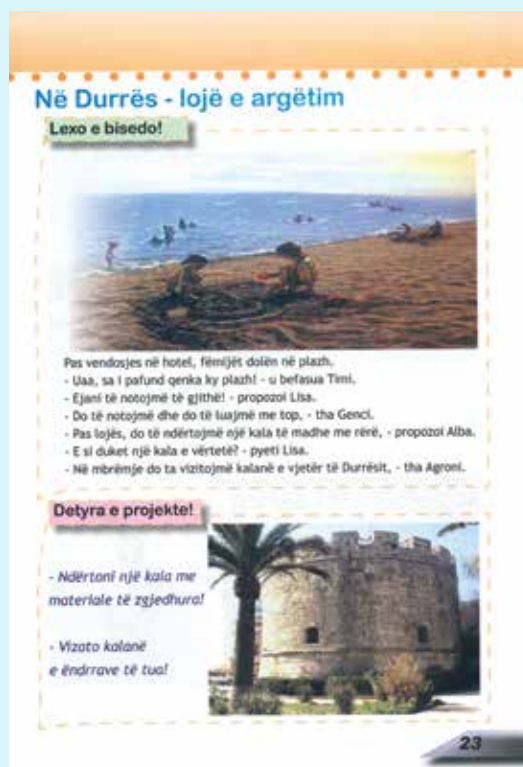 Në Durrës - lojë e argëtim
Lexo e bisedo!
Pas vendosjes në hotel, fëmijët dolën në plazh.
- Uaa, sa i pafund qenka ky plazh! - u befasua Timi.
- Ejani të notojmë të gjithë! - propozoi Lisa.
- Do të notojmë dhe do të luajmë me top, - tha Genci.
- Pas lojës, do të ndërtojmë një kala të madhe me rërë, - propozoi Alba.
- E si duket një kala e vërtetë? - pyeti Lisa.
- Në mbrëmje do ta vizitojmë kalanë e vjetër të Durrësit, - tha Agroni.
Detyra e projekte!
- Ndërtoni një kala me
materiale të zgjedhura!
- Vizato kalanë
e ëndrrave të tua!
23